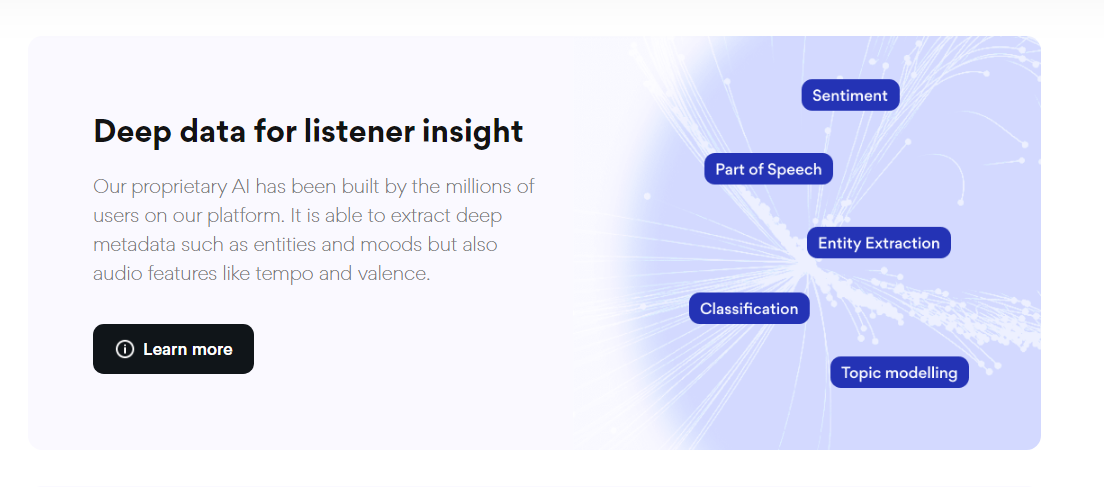 Deep data for listener insight
Our proprietary AI has been built by the millions of
users on our platform. It is able to extract deep
metadata such as entities and moods but also
audio features like tempo and valence.
Learn more
Sentiment
Part of Speech
Entity Extraction
Classification
Topic modelling